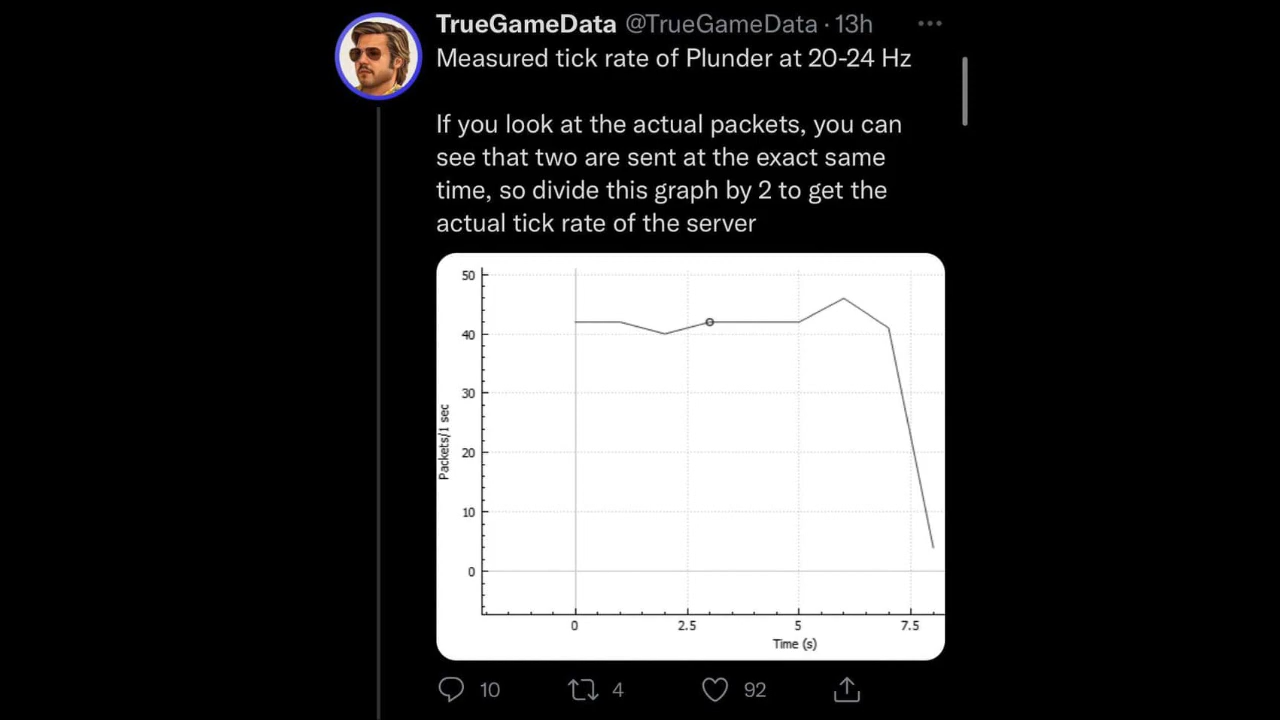 TrueGameData @TrueGameData · 13h
Measured tick rate of Plunder at 20-24 Hz
If you look at the actual packets, you can
see that two are sent at the exact same
time, so divide this graph by 2 to get the
actual tick rate of the server
50
40
30
20
10
0
Packets/1 sec
0 2.5 5 7.5
Time (s)
10 4 92